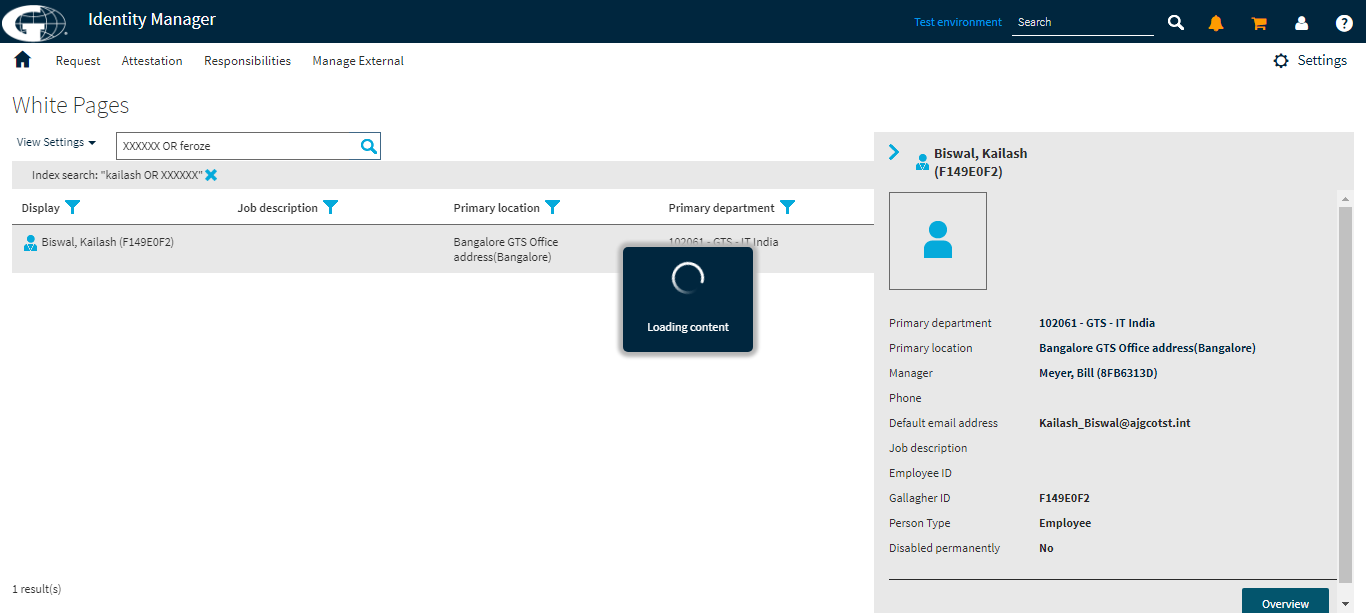 Identity Manager
Test environment
Search
Request
Attestation
Responsibilities
Manage External
Settings
White Pages
View Settings
XXXXXX OR feroze
Index search: "kailash OR XXXXXX"
Display
Job description
Primary location
Primary department
Biswal, Kailash (F149E0F2)
Bangalore GTS Office
address(Bangalore)
102061 - GTS - IT India
Loading content
1 result(s)
Biswal, Kailash
(F149E0F2)
Primary department 102061 - GTS - IT India
Primary location Bangalore GTS Office address(Bangalore)
Manager Meyer, Bill (8FB6313D)
Phone
Default email address Kailash_Biswal@ajgcotst.int
Job description
Employee ID
Gallagher ID F149E0F2
Person Type Employee
Disabled permanently No
Overview